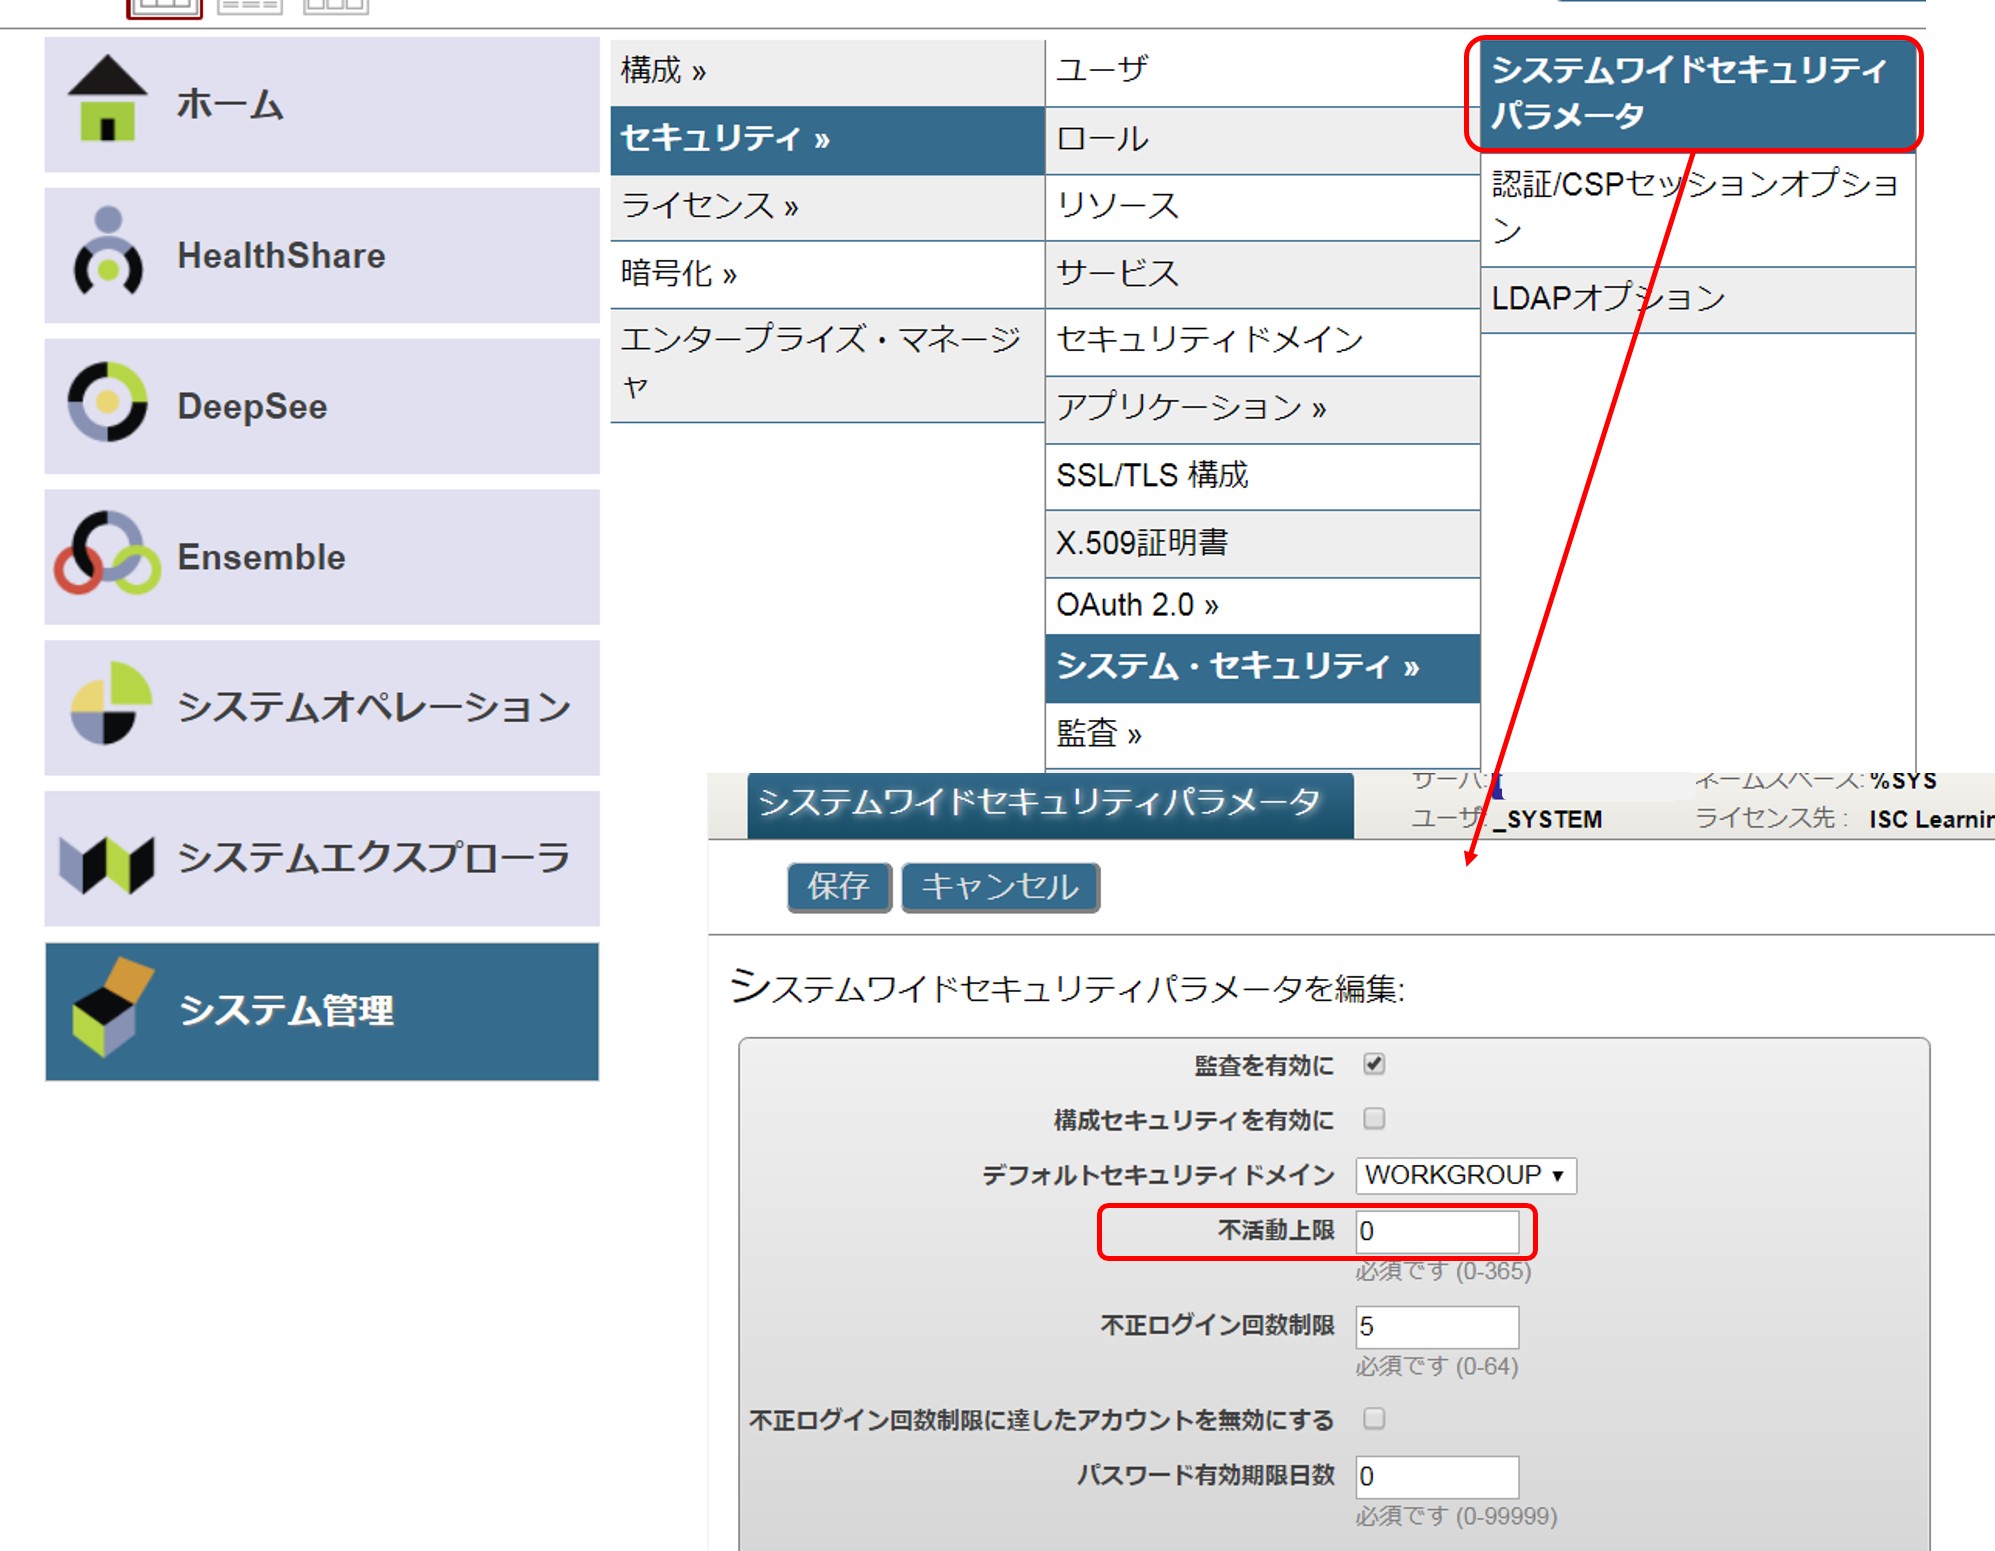 ホーム
HealthShare
DeepSee
Ensemble
システムオペレーション
システムエクスプローラ
システム管理
構成 »
セキュリティ »
ライセンス »
暗号化 »
エンタープライズ・マネージ
ャ
ユーザ
ロール
リソース
サービス
セキュリティドメイン
アプリケーション »
SSL/TLS 構成
X.509証明書
OAuth 2.0 »
システム・セキュリティ »
監査 »
システムワイドセキュリティ
パラメータ
認証/CSPセッションオプショ
ン
LDAPオプション
システムワイドセキュリティパラメータ
サーバ:
ネームスペース: %SYS
ユーザ: _SYSTEM
ライセンス先 : ISC Learnin
保存 キャンセル
システムワイドセキュリティパラメータを編集:
監査を有効に
構成セキュリティを有効に
デフォルトセキュリティドメイン WORKGROUP
不活動上限 0
必須です (0-365)
不正ログイン回数制限 5
必須です (0-64)
不正ログイン回数制限に達したアカウントを無効にする
パスワード有効期限日数 0
必須です (0-99999)